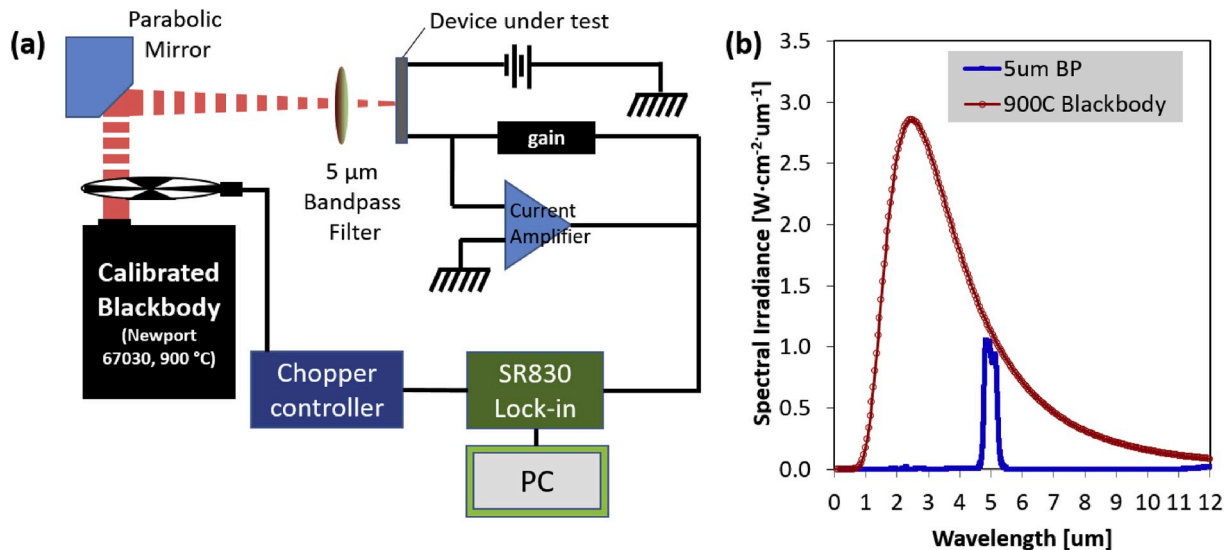 (a)
Parabolic
Mirror
Device under test
5 μm
Bandpass
Filter
gain
Current
Amplifier
Calibrated
Blackbody
(Newport
67030, 900 °C)
Chopper
controller
SR830
Lock-in
PC
(b)
Spectral Irradiance [W·cm⁻²·um⁻¹]
3.5
3.0
2.5
2.0
1.5
1.0
0.5
0.0
5um BP
900C Blackbody
0 1 2 3 4 5 6 7 8 9 10 11 12
Wavelength [um]